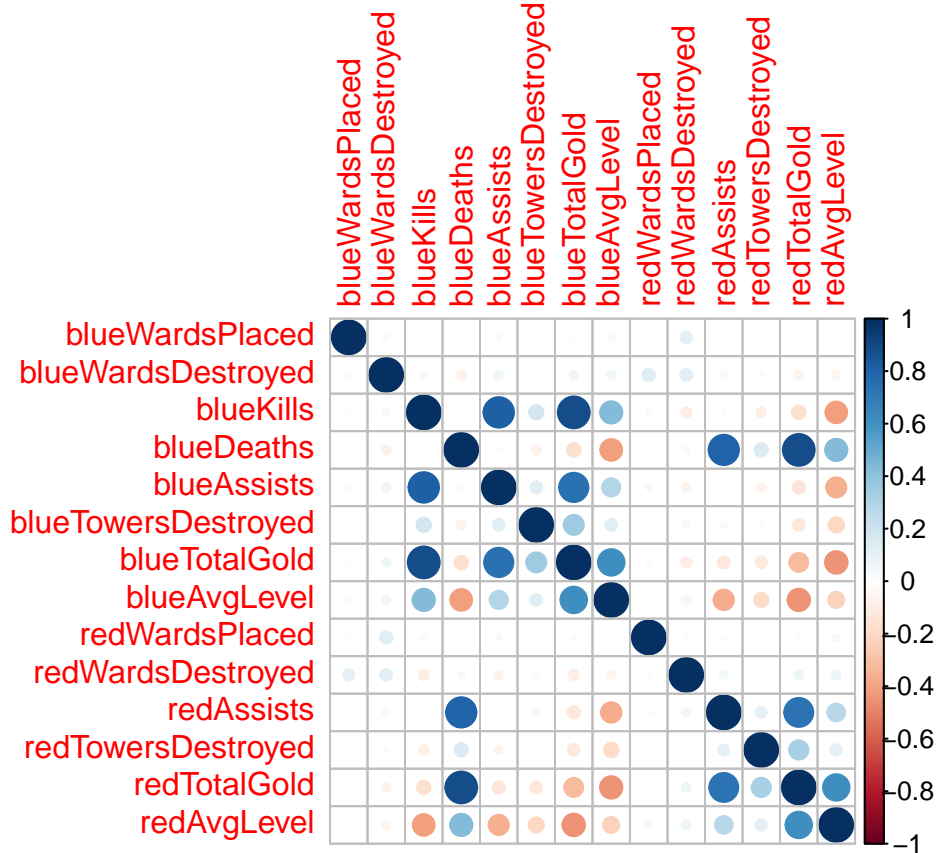 blueWardsPlaced
blueWardsDestroyed
blueKills
blueDeaths
blueAssists
blueTowersDestroyed
blueTotalGold
blueAvgLevel
redWardsPlaced
redWardsDestroyed
redAssists
redTowersDestroyed
redTotalGold
redAvgLevel
blueWardsPlaced
blueWardsDestroyed
blueKills
blueDeaths
blueAssists
blueTowersDestroyed
blueTotalGold
blueAvgLevel
redWardsPlaced
redWardsDestroyed
redAssists
redTowersDestroyed
redTotalGold
redAvgLevel
1
0.8
0.6
0.4
0.2
0
−0.2
−0.4
−0.6
−0.8
−1